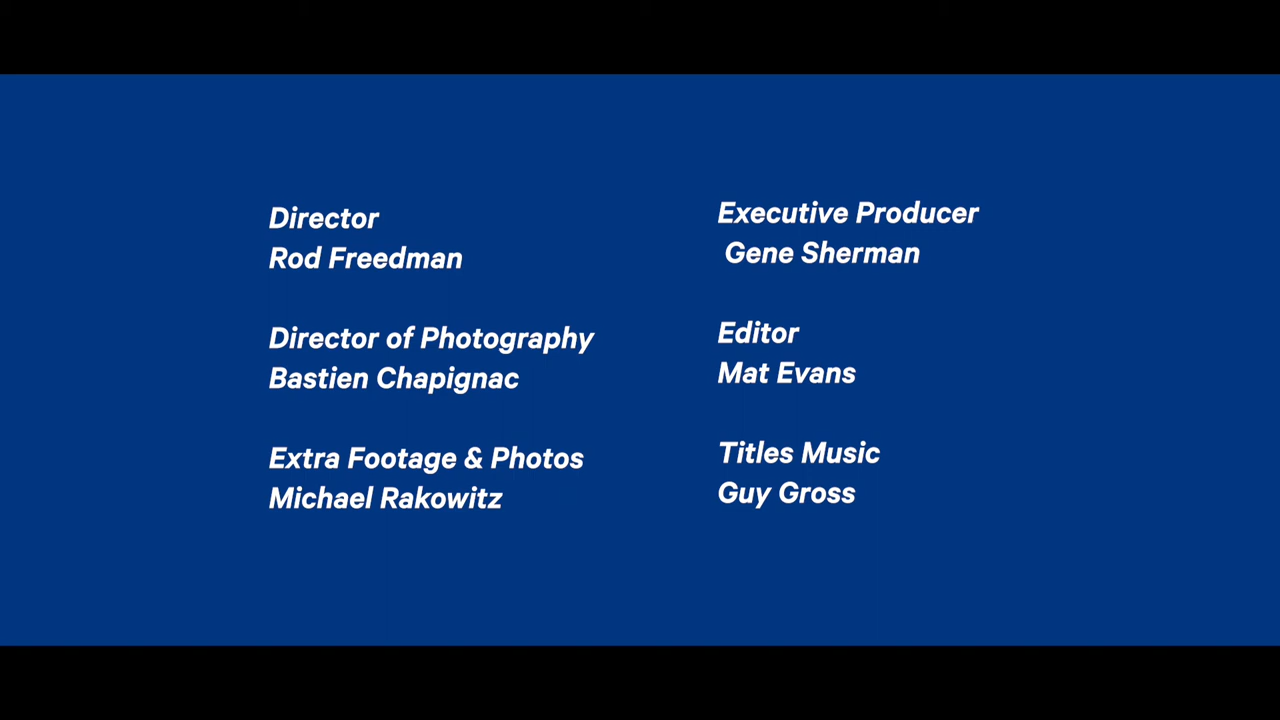 Director
Rod Freedman
Director of Photography
Bastien Chapignac
Extra Footage & Photos
Michael Rakowitz
Executive Producer
Gene Sherman
Editor
Mat Evans
Titles Music
Guy Gross